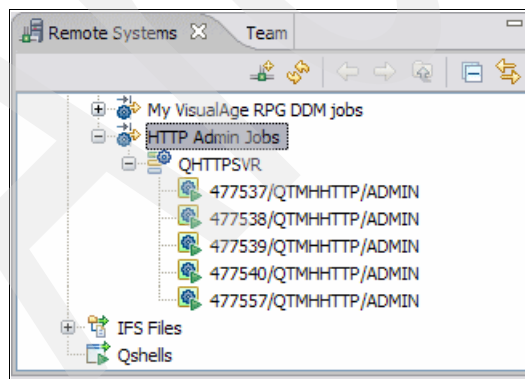 Remote Systems Team
My VisualAge RPG DDM jobs
HTTP Admin Jobs
QHTTPSVR
477537/QTMHHTTP/ADMIN
477538/QTMHHTTP/ADMIN
477539/QTMHHTTP/ADMIN
477540/QTMHHTTP/ADMIN
477557/QTMHHTTP/ADMIN
IFS Files
Qshells